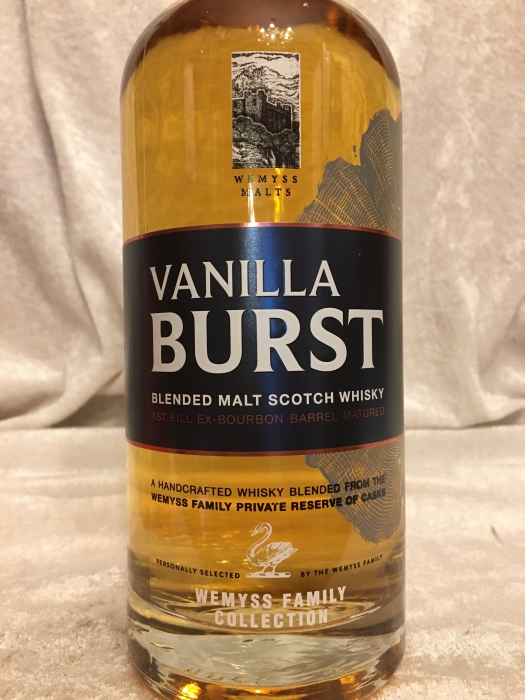 WEMYSS
MALTS
VANILLA
BURST
BLENDED MALT SCOTCH WHISKY
1ST FILL EX-BOURBON BARREL MATURED
A HANDCRAFTED WHISKY BLENDED FROM THE
WEMYSS FAMILY PRIVATE RESERVE OF CASKS
PERSONALLY SELECTED BY THE WEMYSS FAMILY
WEMYSS FAMILY
COLLECTION